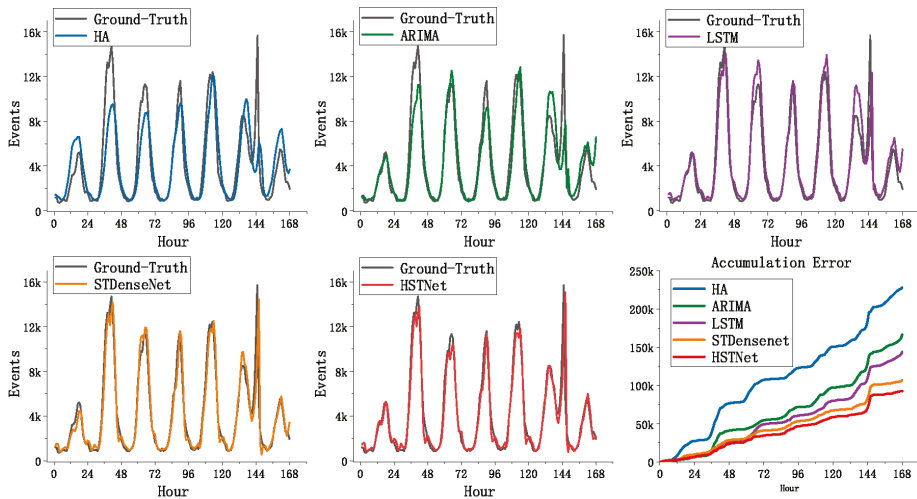 Ground-Truth
HA
16k
12k
8k
4k
0
Events
0 24 48 72 96 120 144 168
Hour
Ground-Truth
ARIMA
16k
12k
8k
4k
0
Events
0 24 48 72 96 120 144 168
Hour
Ground-Truth
LSTM
16k
12k
8k
4k
0
Events
0 24 48 72 96 120 144 168
Hour
Ground-Truth
STDenseNet
16k
12k
8k
4k
0
Events
0 24 48 72 96 120 144 168
Hour
Ground-Truth
HSTNet
16k
12k
8k
4k
0
Events
0 24 48 72 96 120 144 168
Hour
Accumulation Error
HA
ARIMA
LSTM
STDensenet
HSTNet
250k
200k
150k
100k
50k
0
0 24 48 72 96 120 144 168
Hour